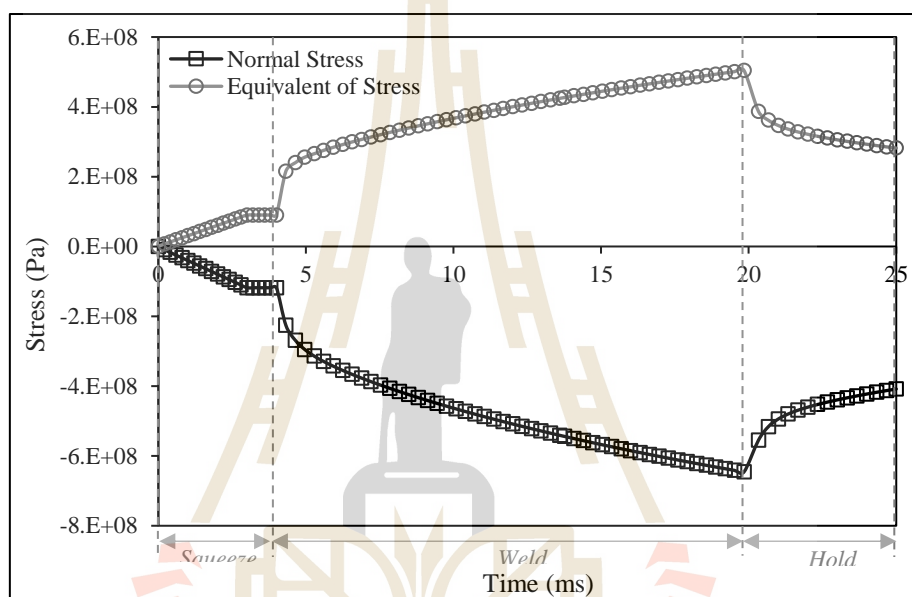 6.E+08
Normal Stress
Equivalent of Stress
4.E+08
2.E+08
0.E+00
0 5 10 15 20 25
-2.E+08
-4.E+08
-6.E+08
-8.E+08
Stress (Pa)
Squeeze Weld Hold
Time (ms)